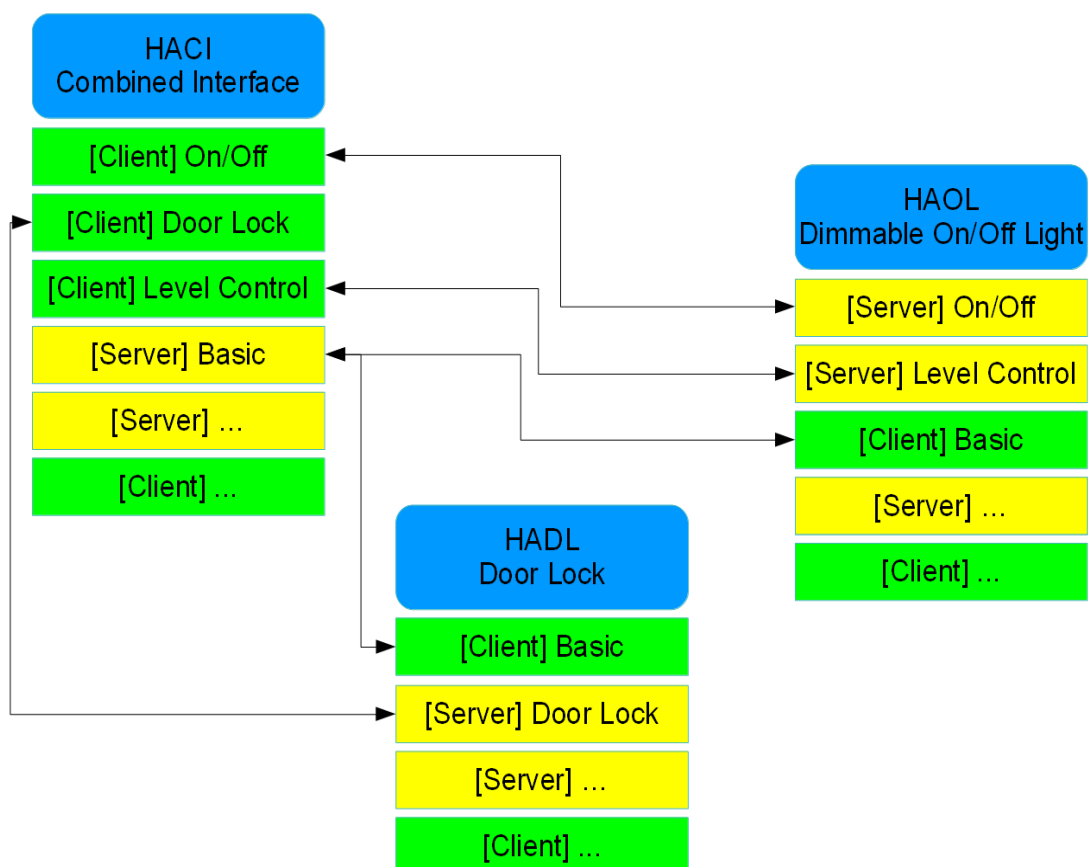 HACI
Combined Interface
[Client] On/Off
[Client] Door Lock
[Client] Level Control
[Server] Basic
[Server] ...
[Client] ...
HAOL
Dimmable On/Off Light
[Server] On/Off
[Server] Level Control
[Client] Basic
[Server] ...
[Client] ...
HADL
Door Lock
[Client] Basic
[Server] Door Lock
[Server] ...
[Client] ...